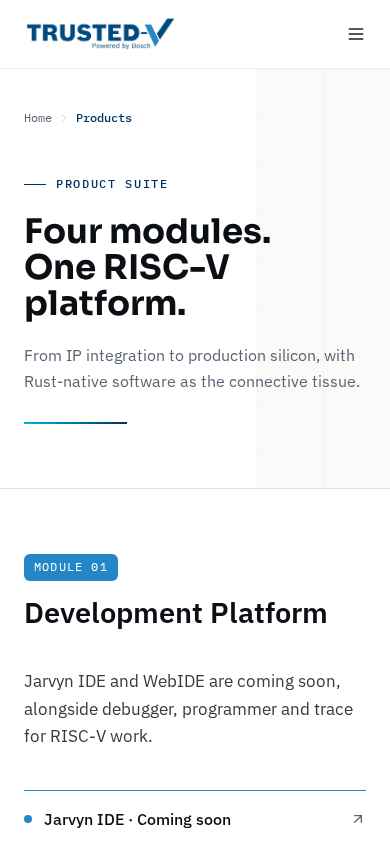 TRUSTED-V
Powered by Bosch
Home
Products
PRODUCT SUITE
Four modules.
One RISC-V
platform.
From IP integration to production silicon, with
Rust-native software as the connective tissue.
MODULE 01
Development Platform
Jarvyn IDE and WebIDE are coming soon,
alongside debugger, programmer and trace
for RISC-V work.
Jarvyn IDE · Coming soon